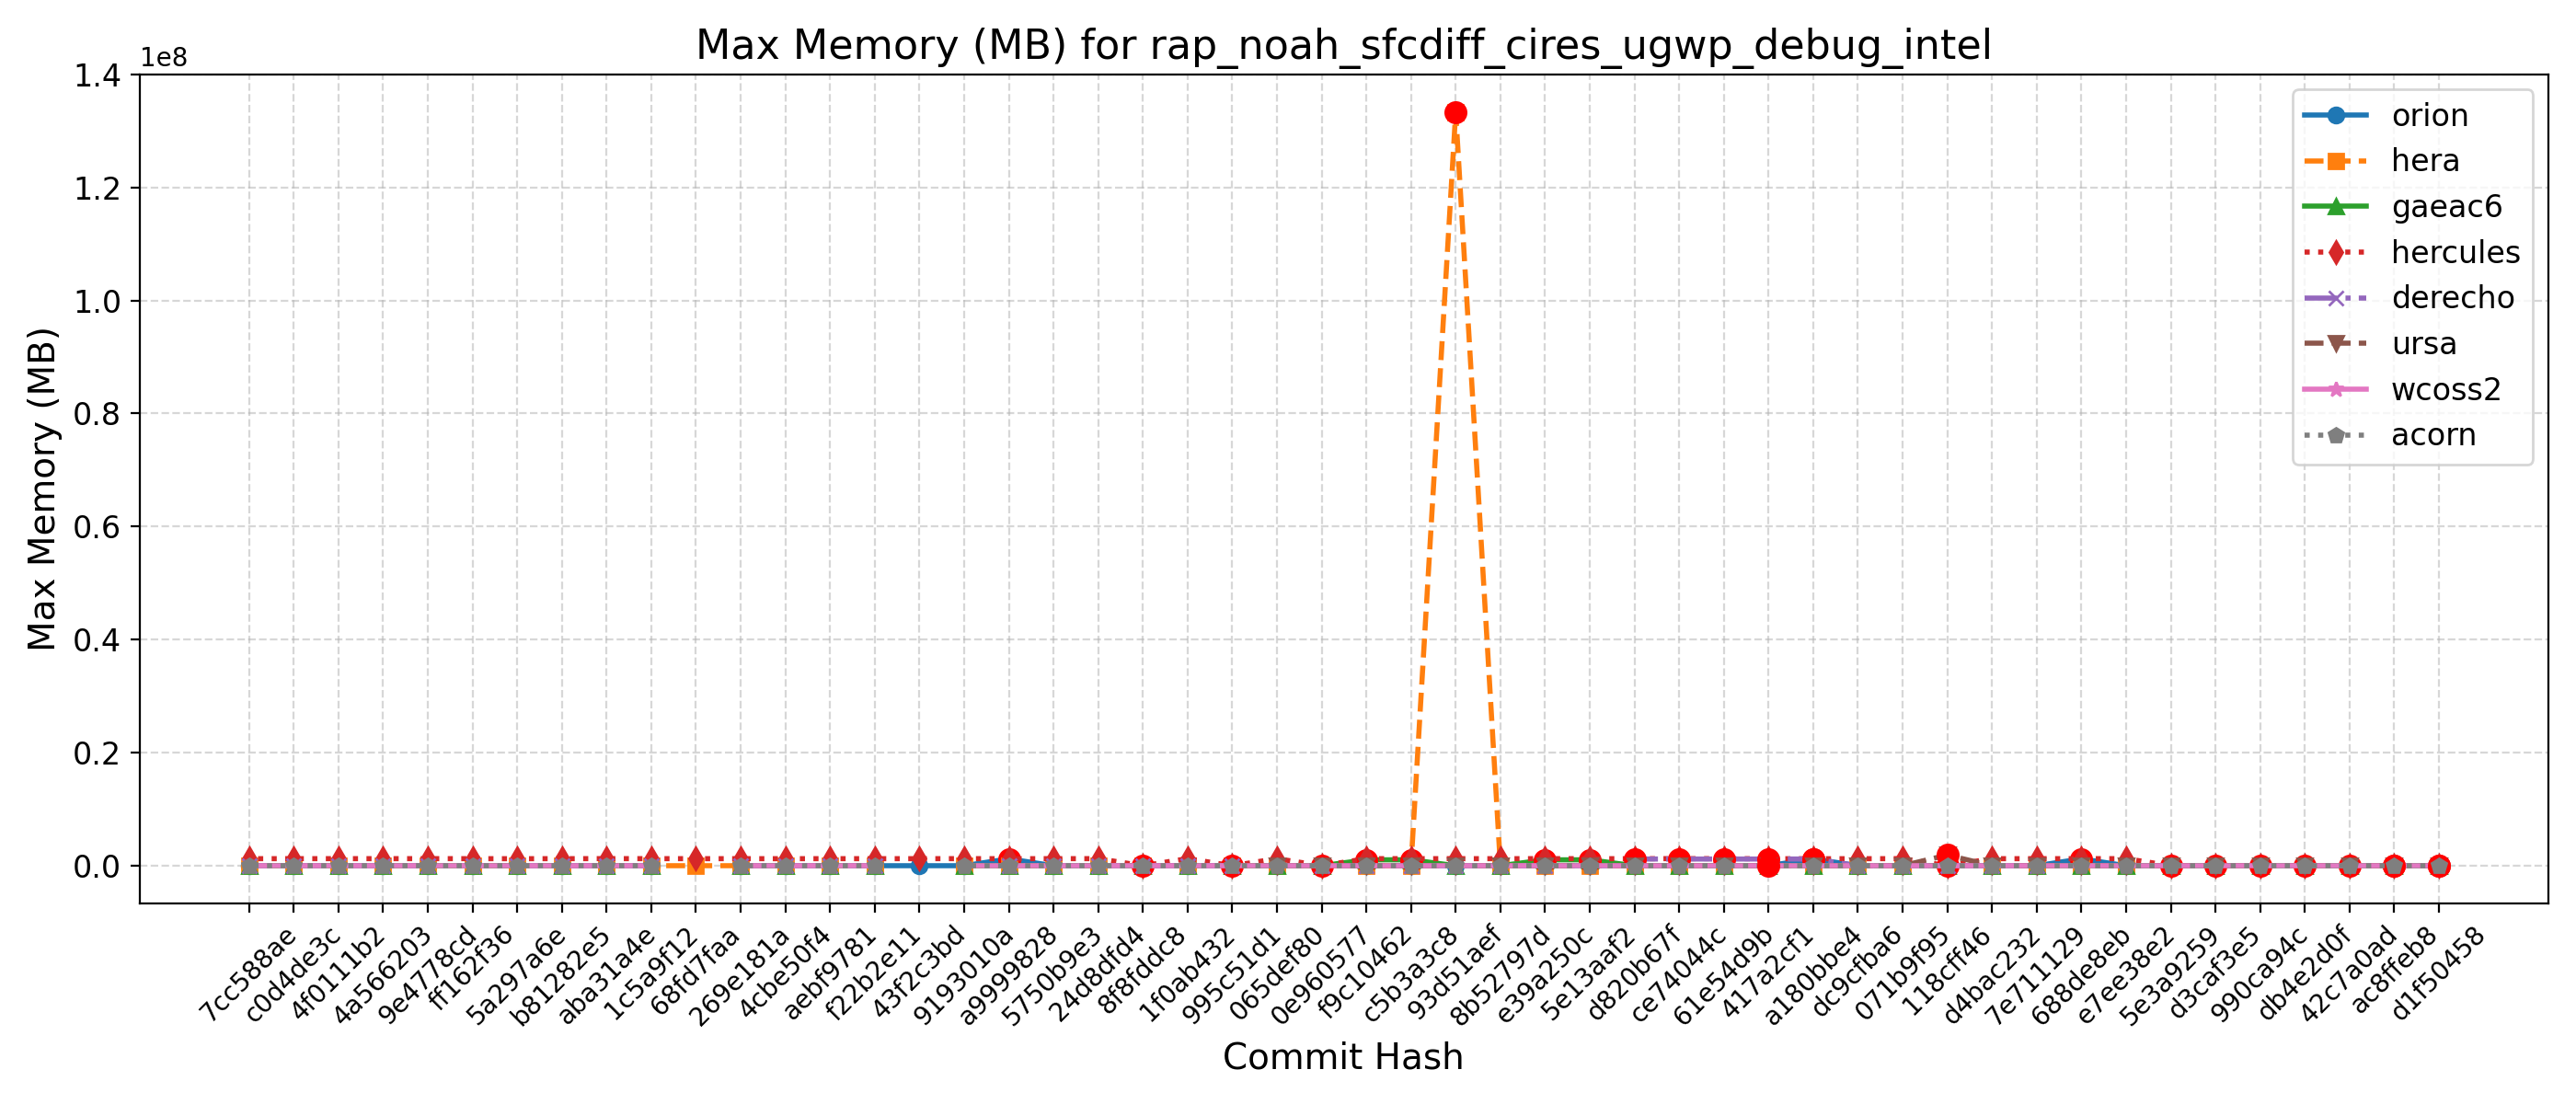 Max Memory (MB) for rap_noah_sfcdiff_cires_ugwp_debug_intel
1e8
1.4
1.2
1.0
0.8
0.6
0.4
0.2
0.0
Max Memory (MB)
orion
hera
gaeac6
hercules
derecho
ursa
wcoss2
acorn
7cc588ae
c0d4de3c
4f0111b2
4a566203
9e4778cd
ff162f36
5a297a6e
b81282e5
aba31a4e
1c5a9f12
68fd7faa
269e181a
4cbe50f4
aebf9781
f22b2e11
43f2c3bd
9193010a
a9999828
5750b9e3
24d8dfd4
8f8fddc8
1f0ab432
995c51d1
065def80
0e960577
f9c10462
c5b3a3c8
93d51aef
8b52797d
e39a250c
5e13aaf2
d820b67f
ce74044c
61e54d9b
417a2cf1
a180bbe4
dc9cfba6
071b9f95
118cff46
d4bac232
7e711129
688de8eb
e7ee38e2
5e3a9259
d3caf3e5
990ca94c
db4e2d0f
42c7a0ad
ac8ffeb8
d1f50458
Commit Hash